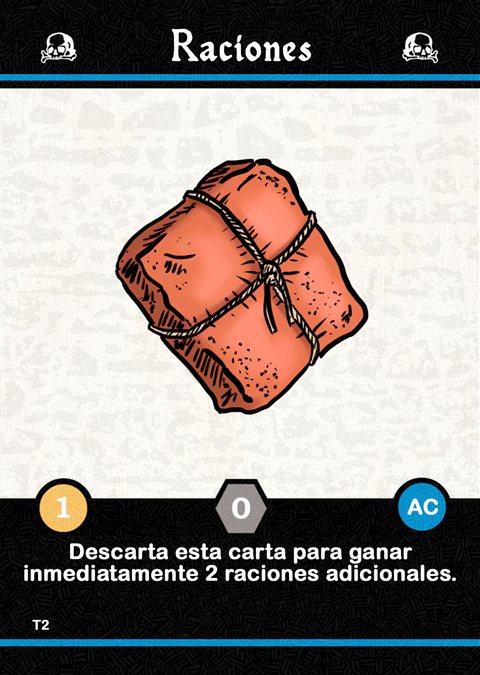 Raciones
1
0
AC
Descarta esta carta para ganar
inmediatamente 2 raciones adicionales.
T2